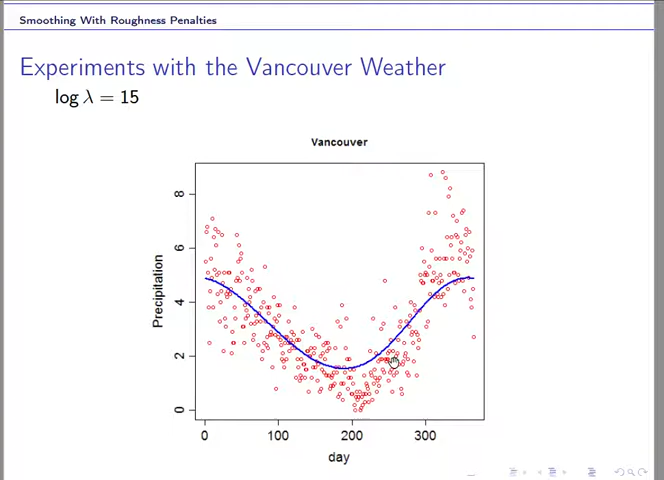 Smoothing With Roughness Penalties
Experiments with the Vancouver Weather
log λ = 15
Vancouver
Precipitation
8
6
4
2
0
0 100 200 300
day